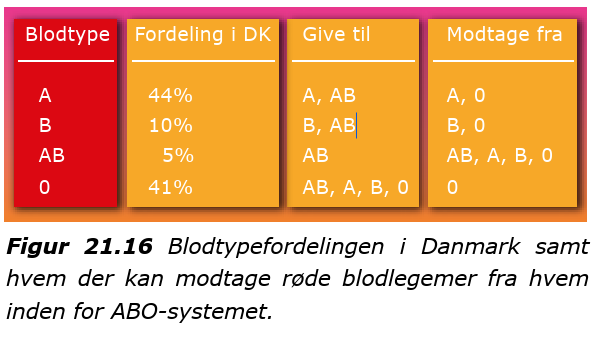 Blodtype Fordeling i DK Give til Modtage fra
A 44% A, AB A, 0
B 10% B, AB B, 0
AB 5% AB AB, A, B, 0
0 41% AB, A, B, 0 0
Figur 21.16 Blodtypefordelingen i Danmark samt
hvem der kan modtage røde blodlegemer fra hvem
inden for ABO-systemet.